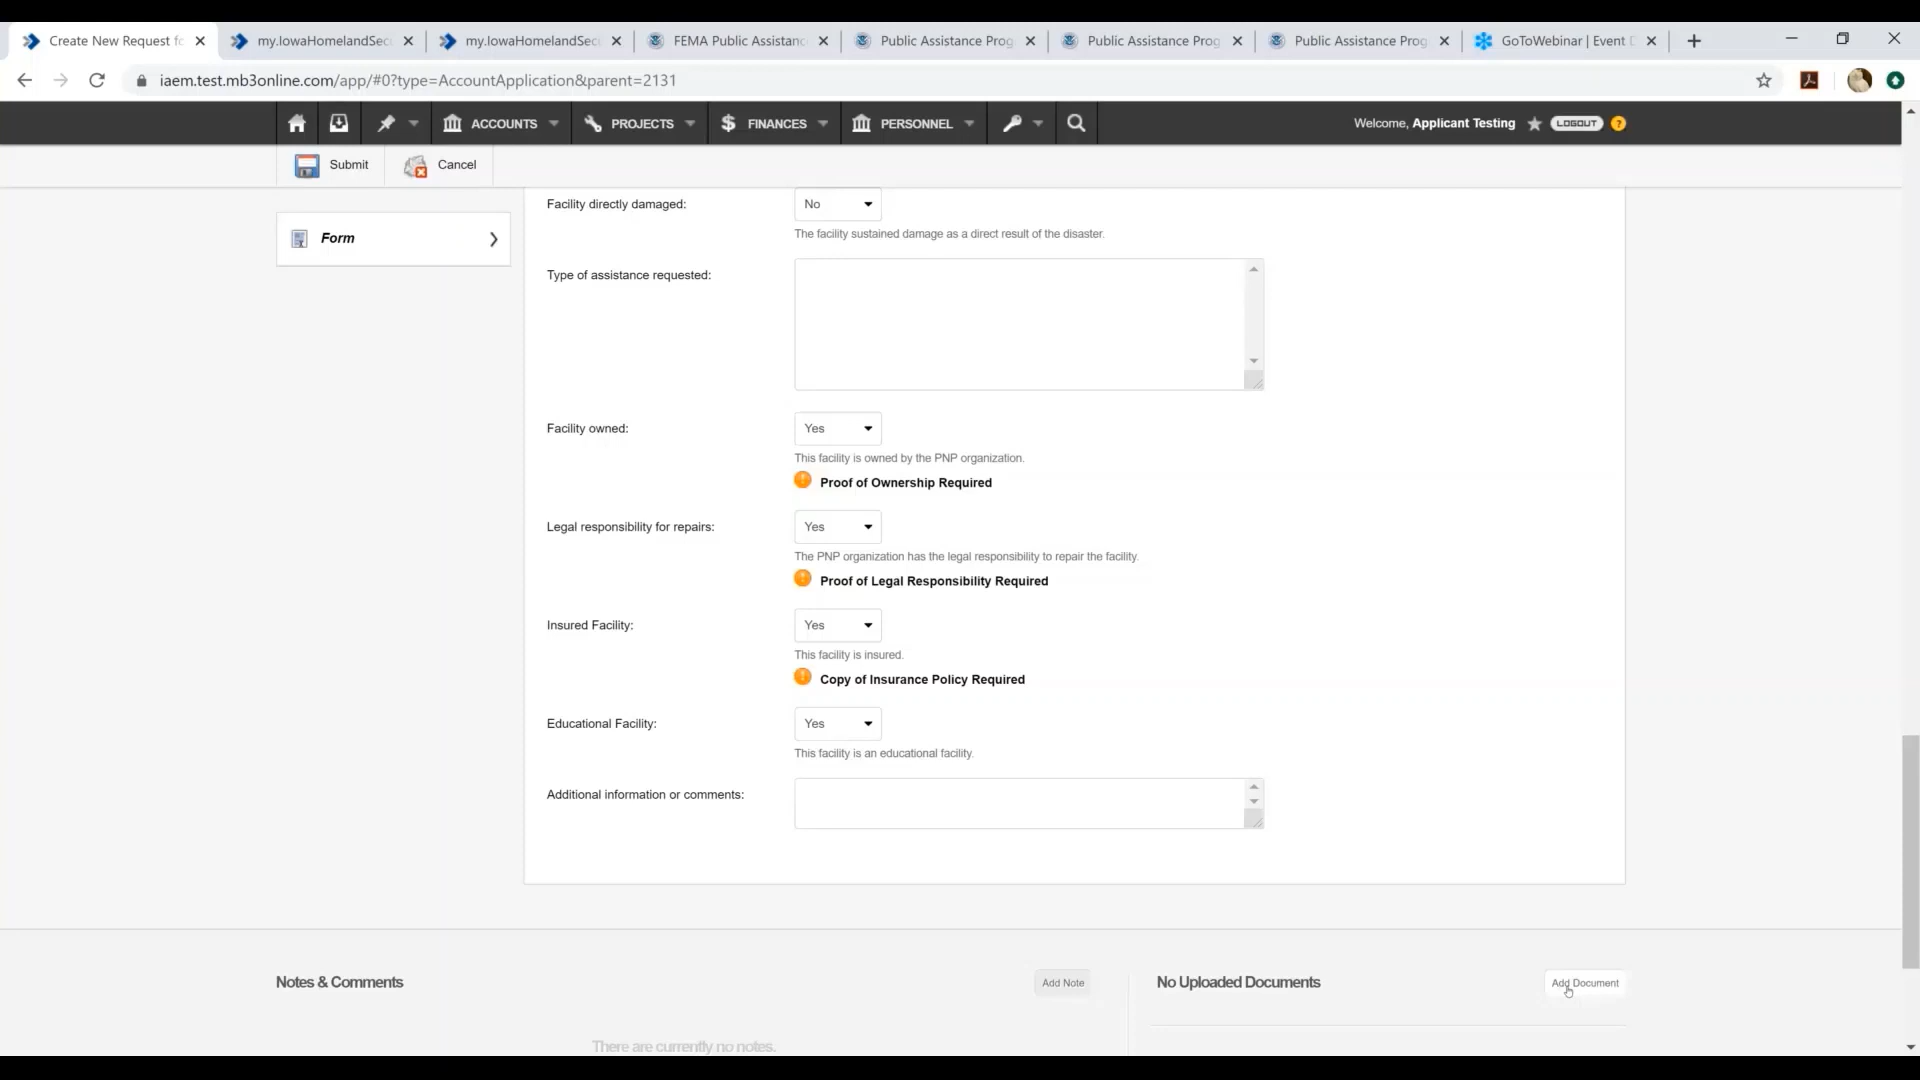 Create New Request fo
my.IowaHomelandSec
my.IowaHomelandSec
FEMA Public Assistanc
Public Assistance Prog
Public Assistance Prog
Public Assistance Prog
GoToWebinar | Event D
iaem.test.mb3online.com/app/#0?type=AccountApplication&parent=2131
ACCOUNTS
PROJECTS
FINANCES
PERSONNEL
Welcome, Applicant Testing
LOGOUT
?
Submit
Cancel
Form
Facility directly damaged:
No
The facility sustained damage as a direct result of the disaster.
Type of assistance requested:
Facility owned:
Yes
This facility is owned by the PNP organization.
Proof of Ownership Required
Legal responsibility for repairs:
Yes
The PNP organization has the legal responsibility to repair the facility.
Proof of Legal Responsibility Required
Insured Facility:
Yes
This facility is insured.
Copy of Insurance Policy Required
Educational Facility:
Yes
This facility is an educational facility.
Additional information or comments:
Notes & Comments
Add Note
No Uploaded Documents
Add Document
There are currently no notes.